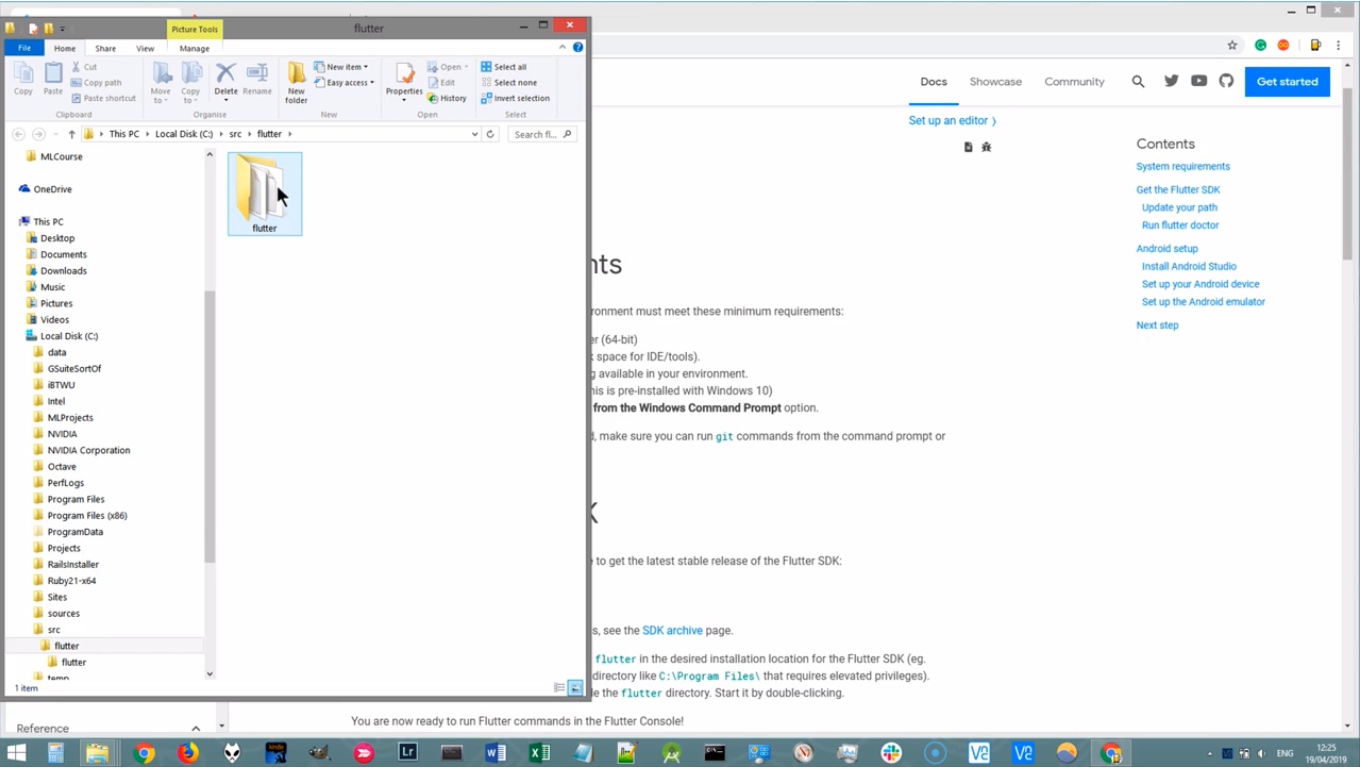 flutter
Picture Tools
File
Home
Share
View
Manage
Copy
Paste
Cut
Copy path
Paste shortcut
Clipboard
Move to
Copy to
Delete
Rename
Organise
New folder
New item
Easy access
New
Properties
Open
Edit
History
Open
Select all
Select none
Invert selection
Select
This PC
Local Disk (C:)
src
flutter
Search fl...
MLCourse
OneDrive
This PC
Desktop
Documents
Downloads
Music
Pictures
Videos
Local Disk (C:)
data
GSuiteSortOf
iBTWU
Intel
MLProjects
NVIDIA
NVIDIA Corporation
Octave
PerfLogs
Program Files
Program Files (x86)
ProgramData
Projects
RailsInstaller
Ruby21-x64
Sites
sources
src
flutter
flutter
temp
flutter
1 item
Docs
Showcase
Community
Get started
Set up an editor
nts
ronment must meet these minimum requirements:
er (64-bit)
k space for IDE/tools).
g available in your environment.
his is pre-installed with Windows 10)
from the Windows Command Prompt option.
d, make sure you can run git commands from the command prompt or
K
e to get the latest stable release of the Flutter SDK:
s, see the SDK archive page.
flutter in the desired installation location for the Flutter SDK (eg.
directory like C:\Program Files\ that requires elevated privileges).
le the flutter directory. Start it by double-clicking.
You are now ready to run Flutter commands in the Flutter Console!
Contents
System requirements
Get the Flutter SDK
Update your path
Run flutter doctor
Android setup
Install Android Studio
Set up your Android device
Set up the Android emulator
Next step
Reference
Lr
ENG
12:25
19/04/2019